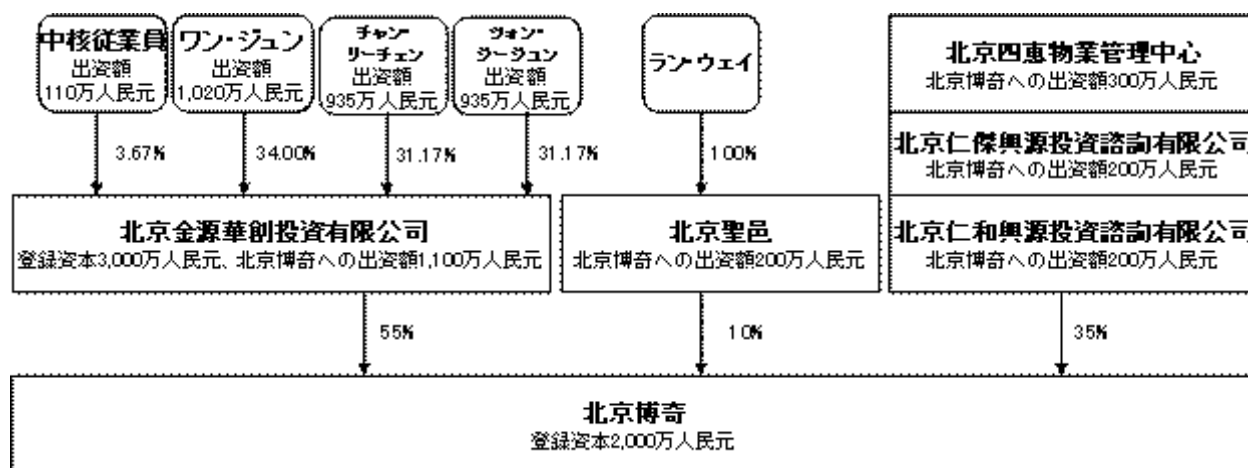 中核従業員
出資額
110万人民元
ワン・ジュン
出資額
1,020万人民元
チャン・
リーチェン
出資額
935万人民元
ヅォン・
ジージュン
出資額
935万人民元
ラン・ウェイ
3.67%
34.00%
31.17%
31.17%
100%
北京四恵物業管理中心
北京博奇への出資額300万人民元
北京仁傑興源投資諮詢有限公司
北京博奇への出資額200万人民元
北京仁和興源投資諮詢有限公司
北京博奇への出資額200万人民元
北京金源華創投資有限公司
登録資本3,000万人民元、北京博奇への出資額1,100万人民元
北京聖邑
北京博奇への出資額200万人民元
55%
10%
35%
北京博奇
登録資本2,000万人民元